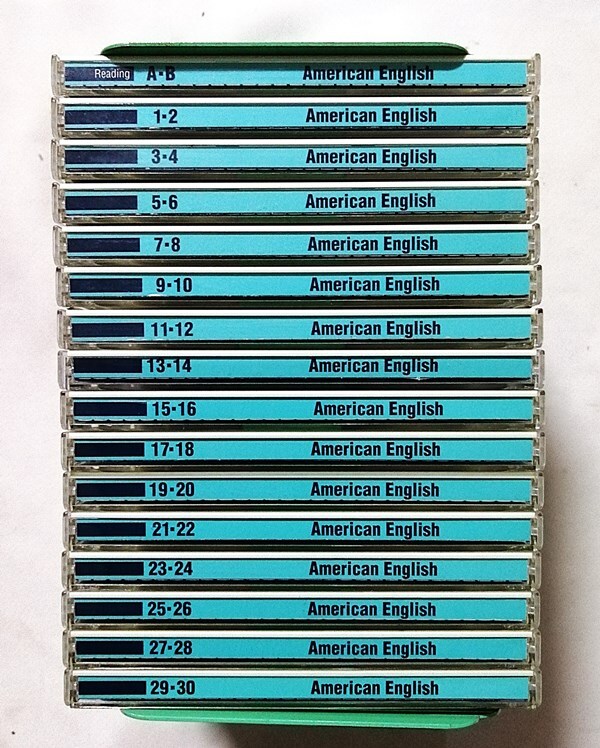 Reading A▪B American English
1▪2 American English
3▪4 American English
5▪6 American English
7▪8 American English
9▪10 American English
11▪12 American English
13▪14 American English
15▪16 American English
17▪18 American English
19▪20 American English
21▪22 American English
23▪24 American English
25▪26 American English
27▪28 American English
29▪30 American English